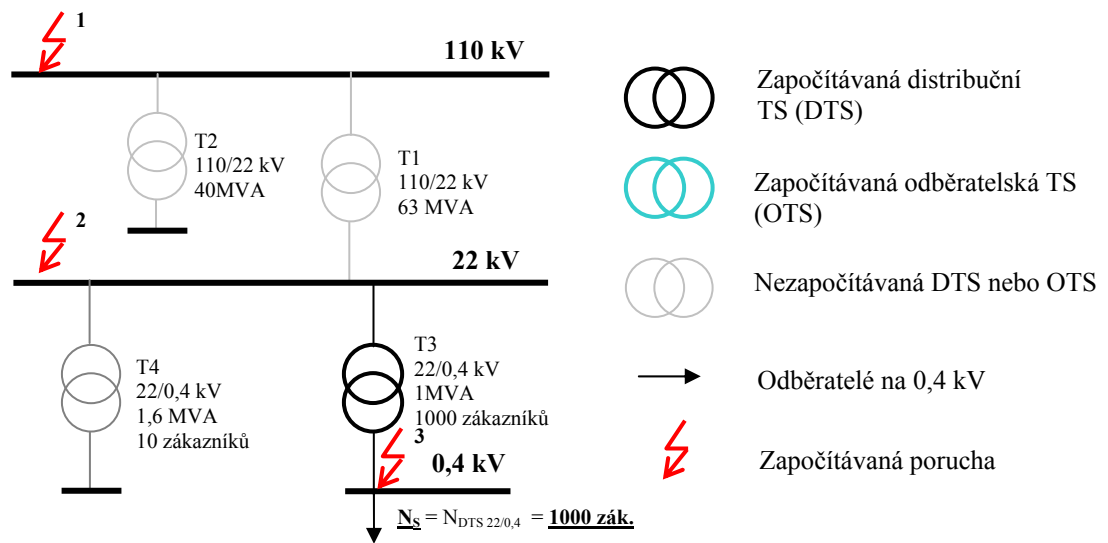 1
110 kV
T2
110/22 kV
40MVA
T1
110/22 kV
63 MVA
2
22 kV
T4
22/0,4 kV
1,6 MVA
10 zákazníků
T3
22/0,4 kV
1MVA
1000 zákazníků
3
0,4 kV
NS = NDTS 22/0,4 = 1000 zák.
Započítávaná distribuční
TS (DTS)
Započítávaná odběratelská TS
(OTS)
Nezapočítávaná DTS nebo OTS
Odběratelé na 0,4 kV
Započítávaná porucha